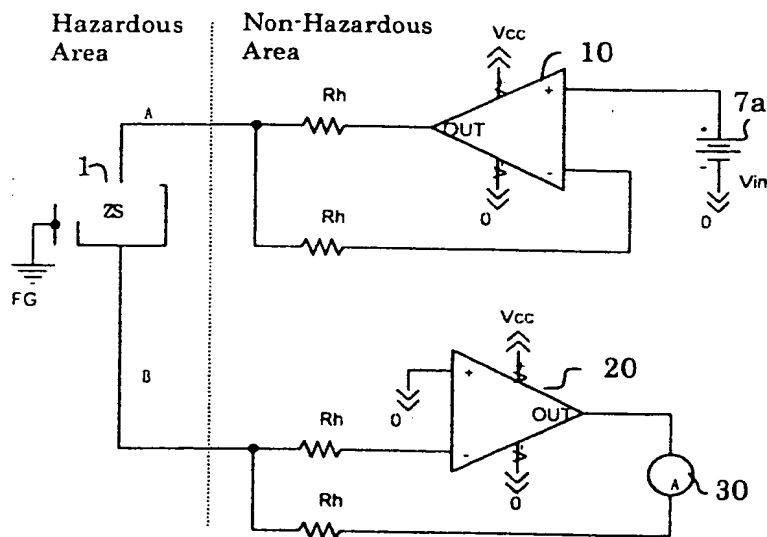 Hazardous Area
Non-Hazardous Area
Vcc
10
Rh
A
+
7a
OUT
+
-
-
Vin
1
ZS
0
0
Rh
FG
Vcc
B
20
+
0
OUT
Rh
-
0
A
30
Rh